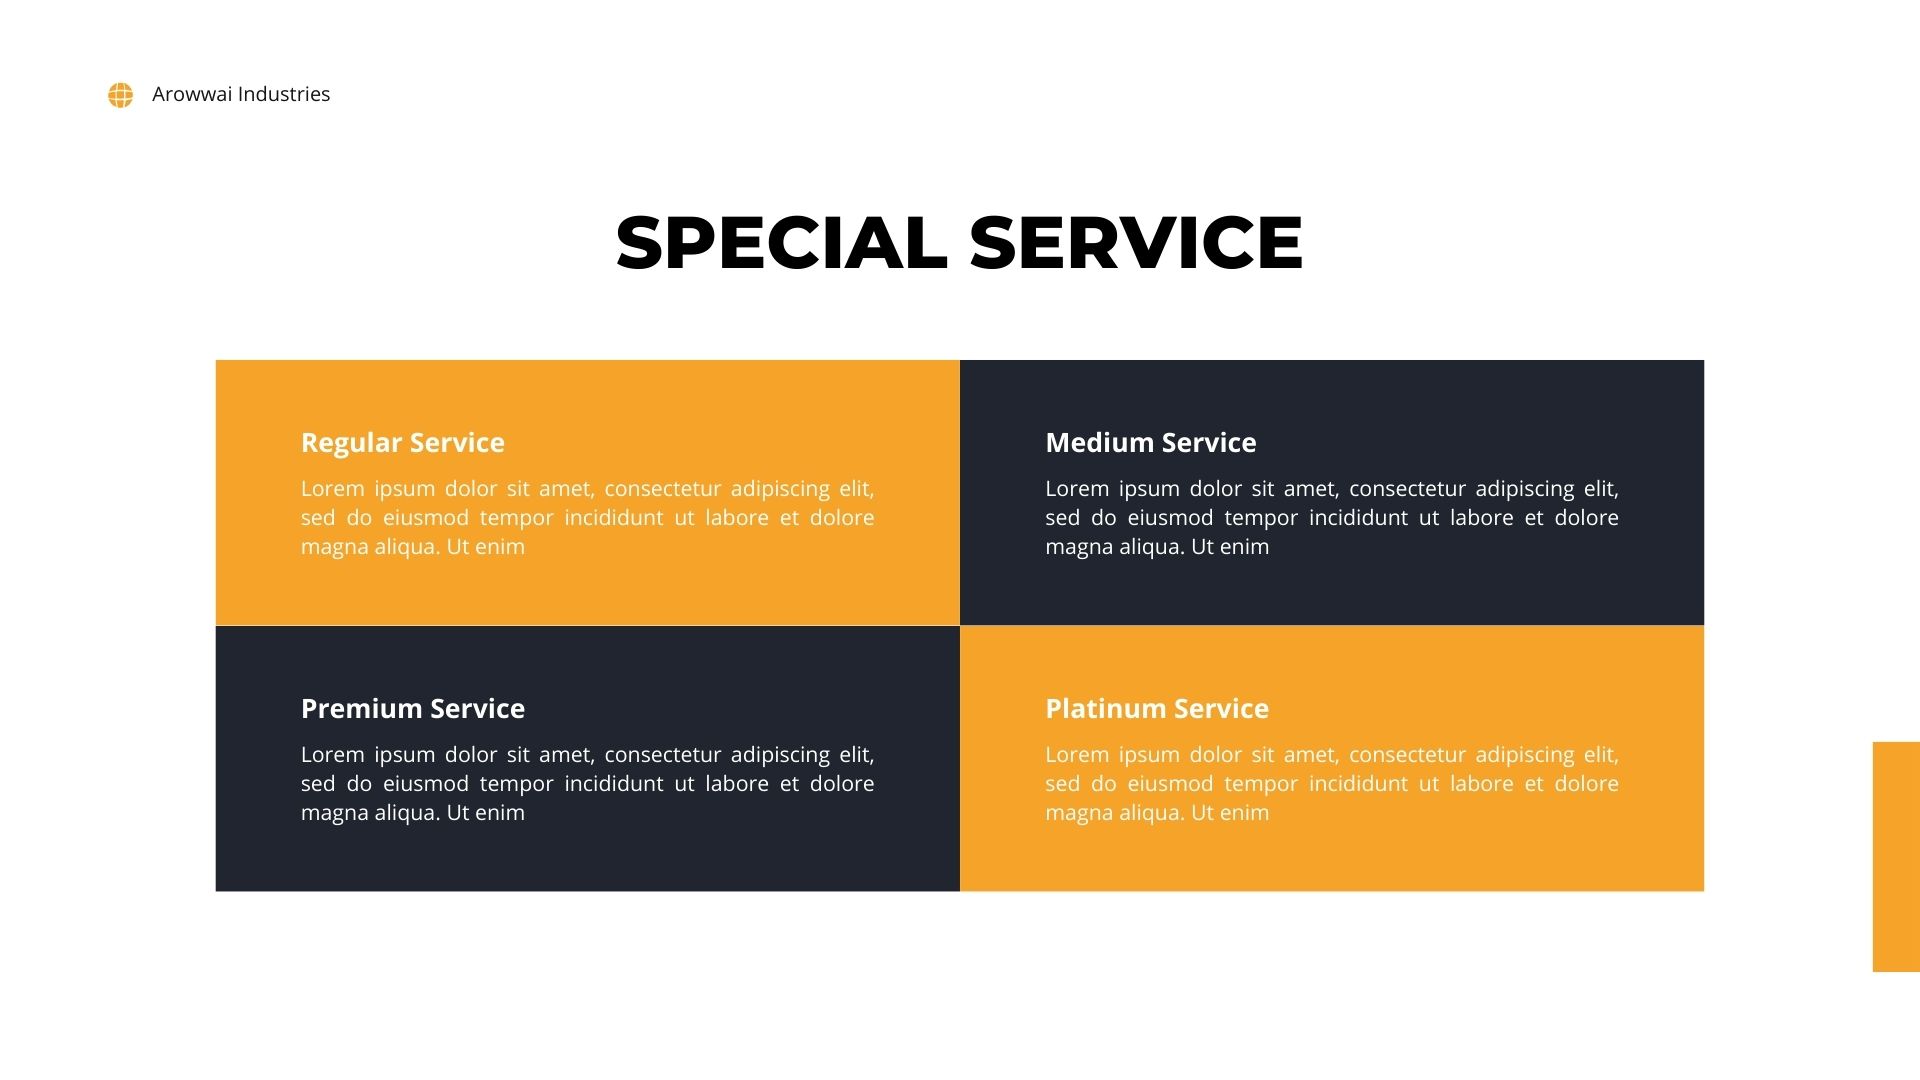 Arowwai Industries
SPECIAL SERVICE
Regular Service
Lorem ipsum dolor sit amet, consectetur adipiscing elit,
sed do eiusmod tempor incididunt ut labore et dolore
magna aliqua. Ut enim
Medium Service
Lorem ipsum dolor sit amet, consectetur adipiscing elit,
sed do eiusmod tempor incididunt ut labore et dolore
magna aliqua. Ut enim
Premium Service
Lorem ipsum dolor sit amet, consectetur adipiscing elit,
sed do eiusmod tempor incididunt ut labore et dolore
magna aliqua. Ut enim
Platinum Service
Lorem ipsum dolor sit amet, consectetur adipiscing elit,
sed do eiusmod tempor incididunt ut labore et dolore
magna aliqua. Ut enim